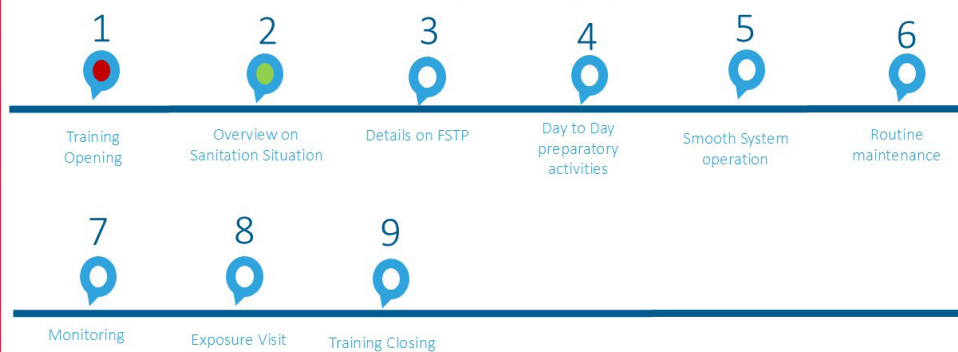 1 2 3 4 5 6
Training
Opening
Overview on
Sanitation Situation
Details on FSTP
Day to Day
preparatory
activities
Smooth System
operation
Routine
maintenance
7 8 9
Monitoring
Exposure Visit
Training Closing